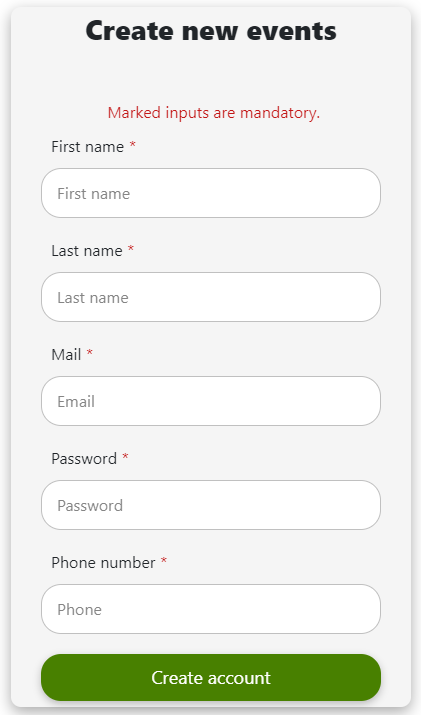 Create new events
Marked inputs are mandatory.
First name *
First name
Last name *
Last name
Mail *
Email
Password *
Password
Phone number *
Phone
Create account